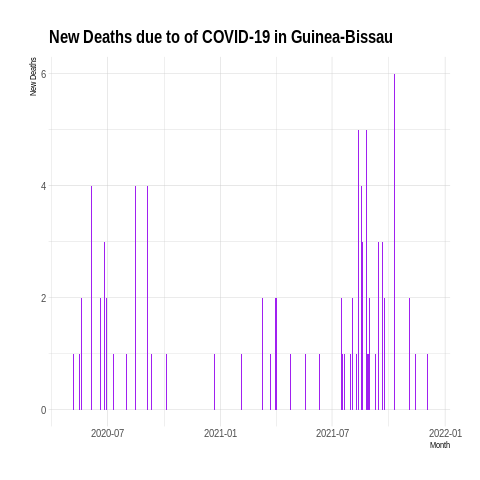 New Deaths due to of COVID-19 in Guinea-Bissau
New Deaths
6
4
2
0
2020-07 2021-01 2021-07 2022-01
Month